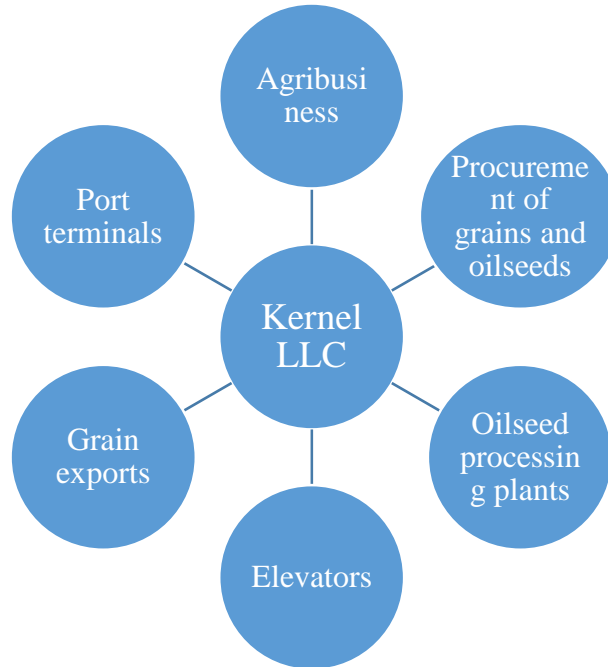 Agribusi
ness
Procureme
nt of
grains and
oilseeds
Port
terminals
Kernel
LLC
Grain
exports
Oilseed
processin
g plants
Elevators